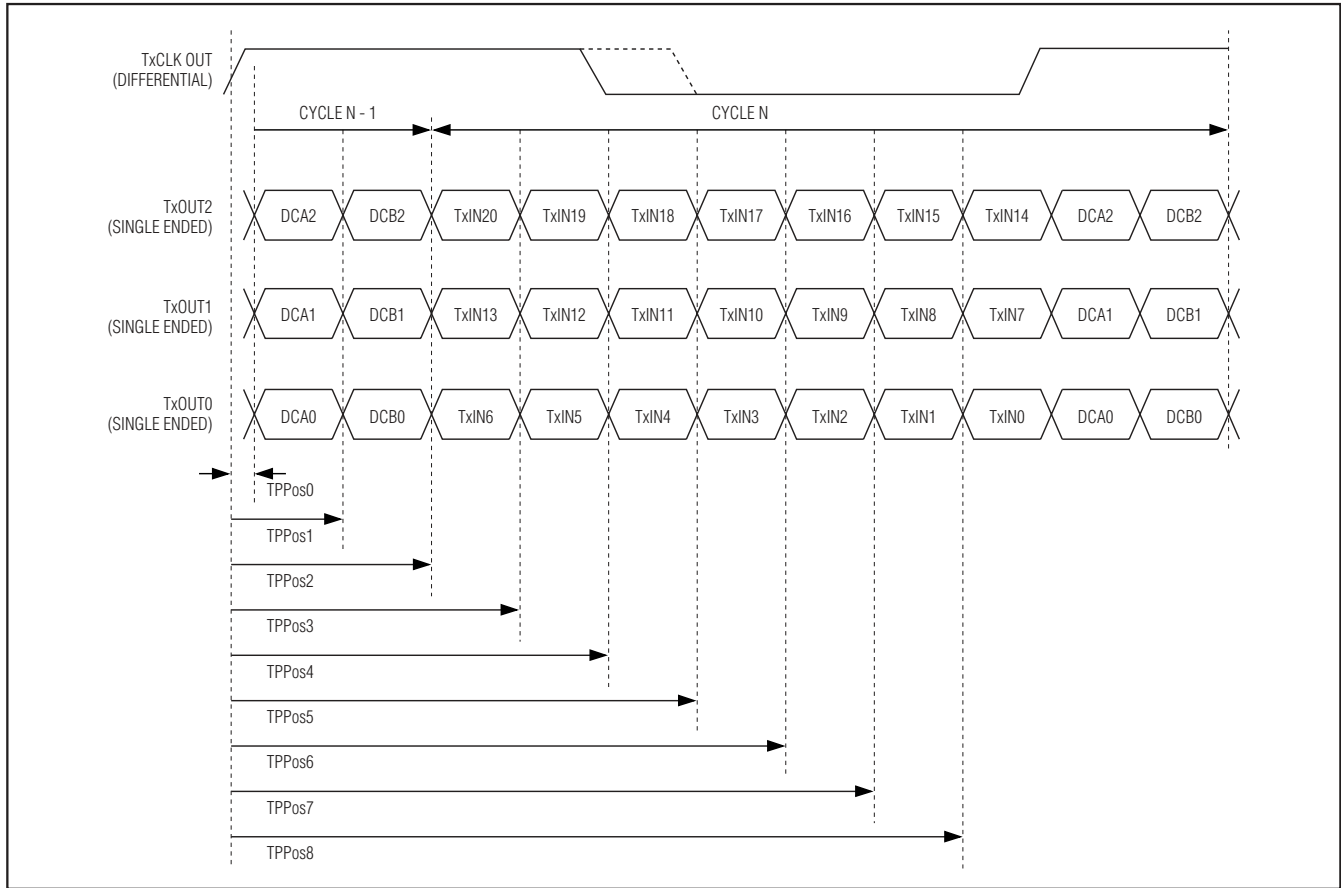 TxCLK OUT
(DIFFERENTIAL)
CYCLE N - 1
CYCLE N
TxOUT2
(SINGLE ENDED)
DCA2
DCB2
TxIN20
TxIN19
TxIN18
TxIN17
TxIN16
TxIN15
TxIN14
DCA2
DCB2
TxOUT1
(SINGLE ENDED)
DCA1
DCB1
TxIN13
TxIN12
TxIN11
TxIN10
TxIN9
TxIN8
TxIN7
DCA1
DCB1
TxOUT0
(SINGLE ENDED)
DCA0
DCB0
TxIN6
TxIN5
TxIN4
TxIN3
TxIN2
TxIN1
TxIN0
DCA0
DCB0
TPPos0
TPPos1
TPPos2
TPPos3
TPPos4
TPPos5
TPPos6
TPPos7
TPPos8